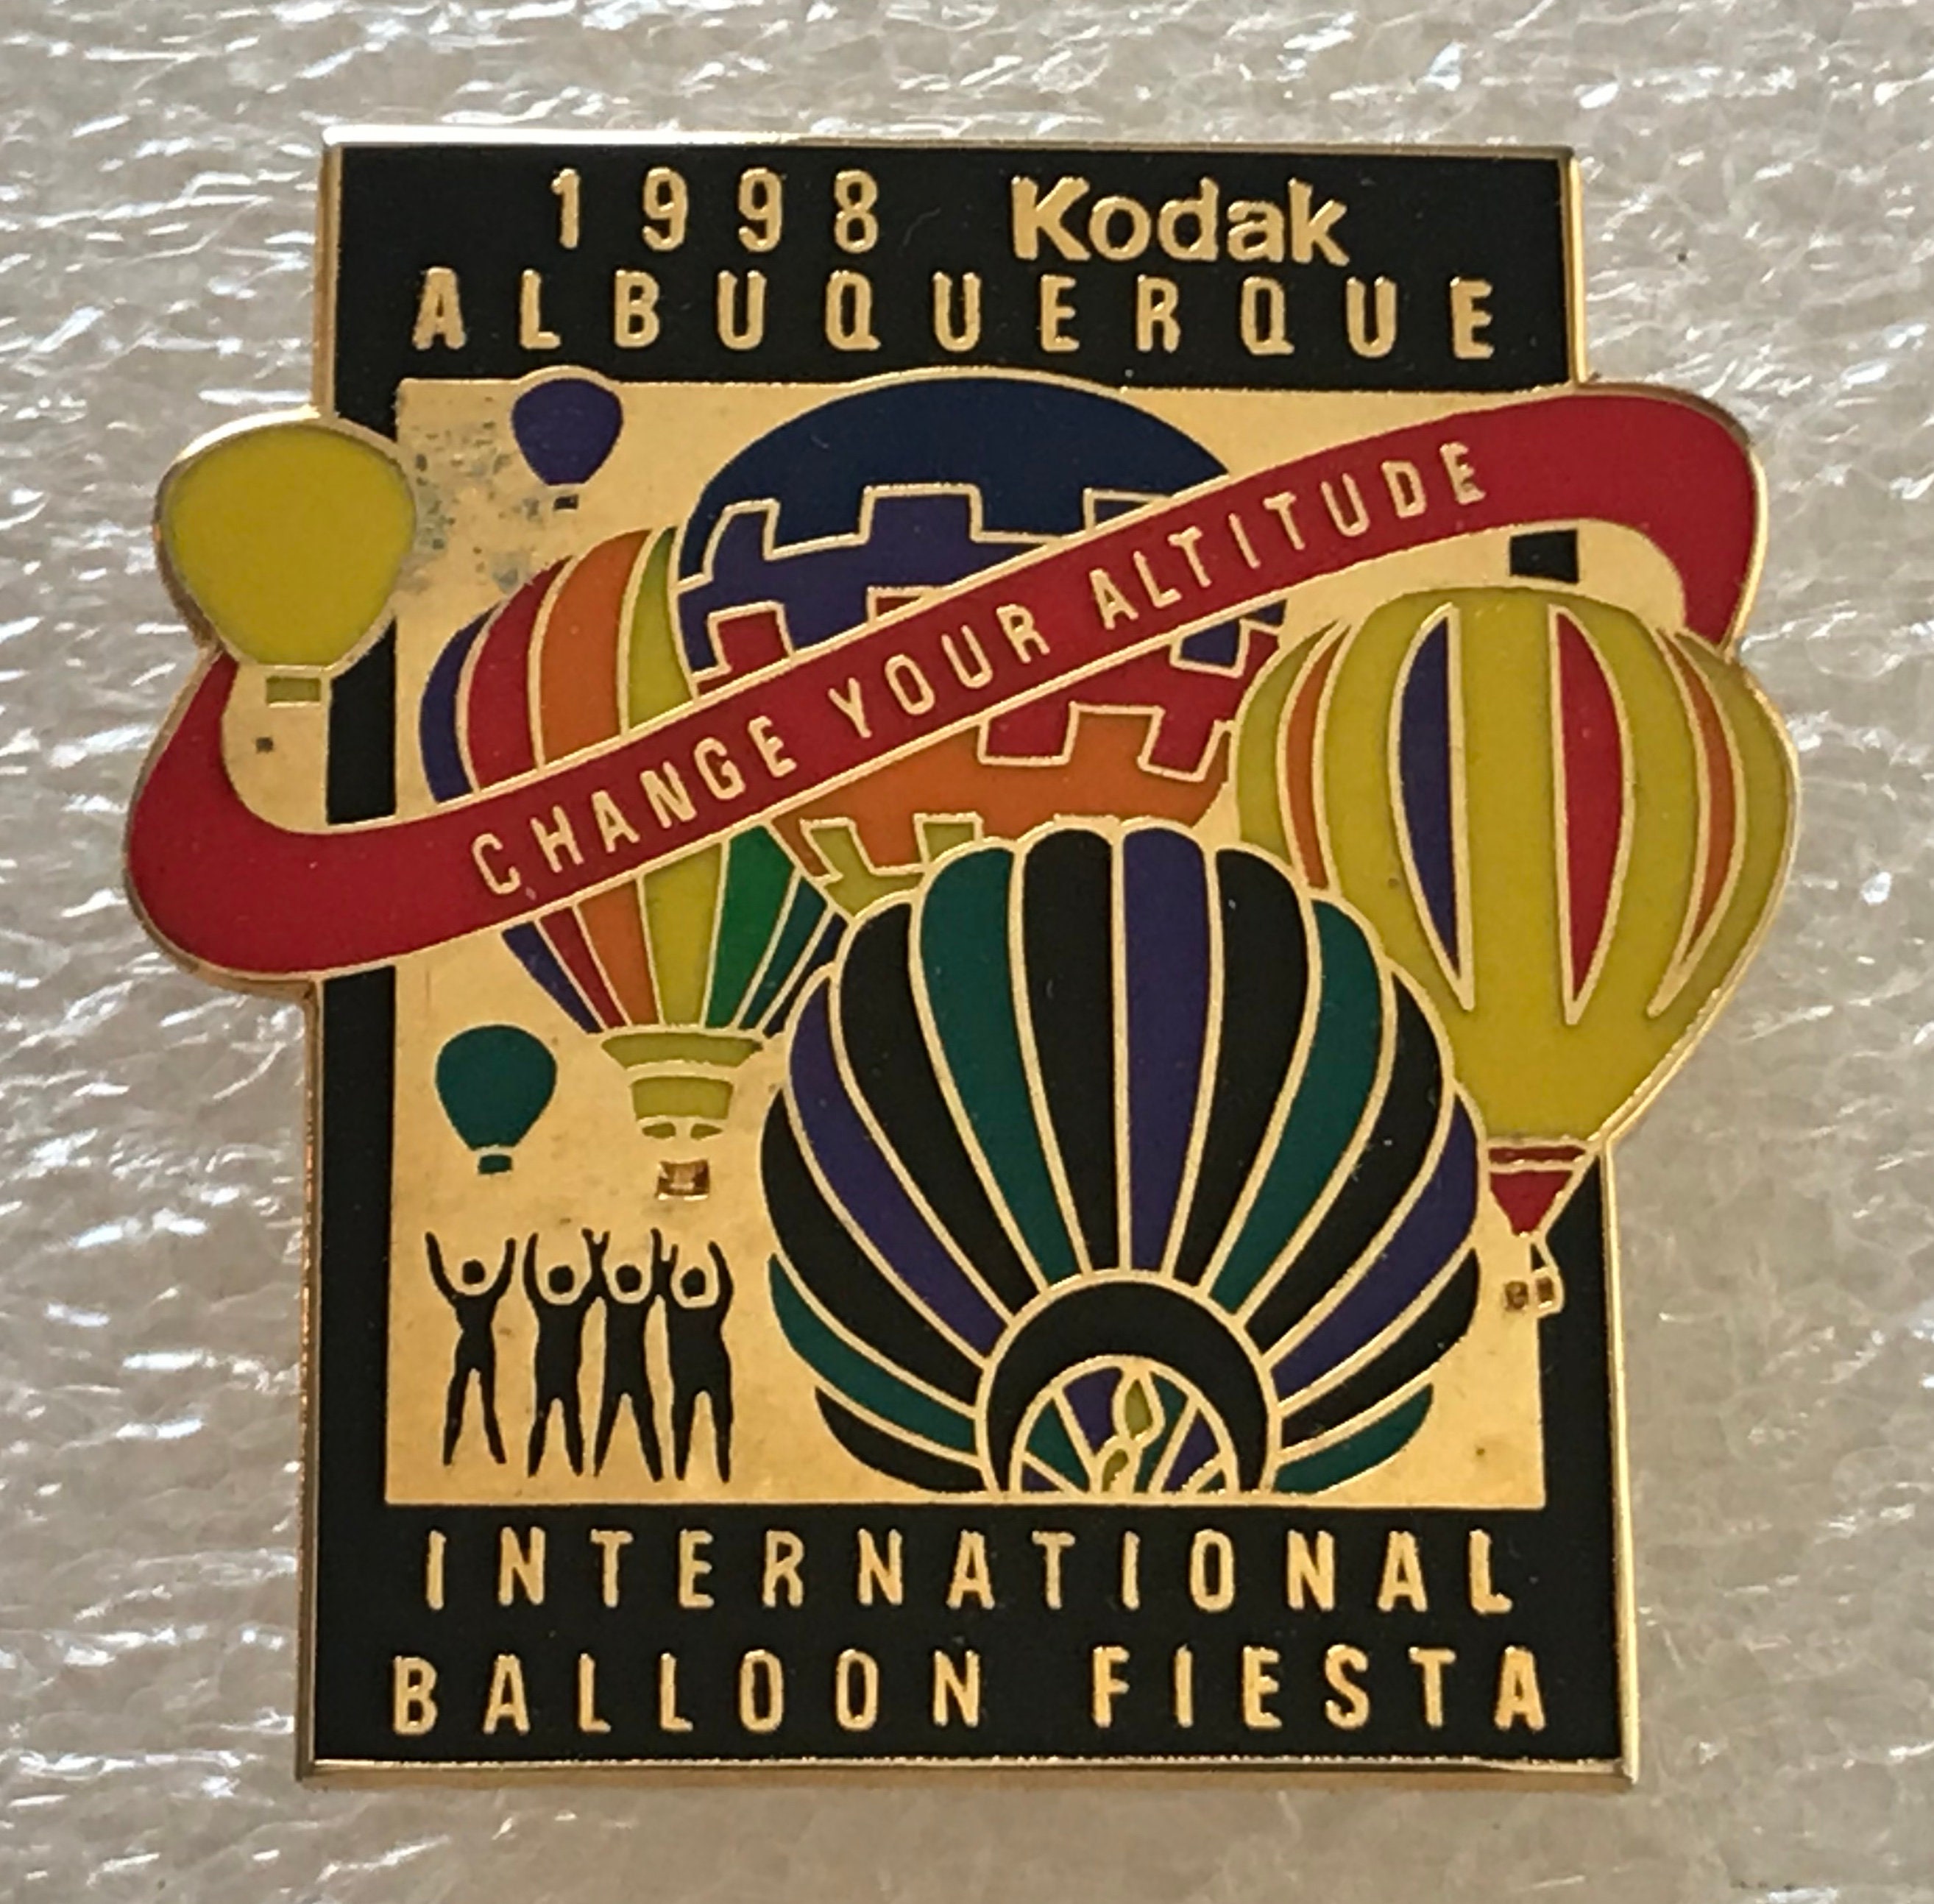 1998 Kodak
ALBUQUERQUE
CHANGE YOUR ALTITUDE
INTERNATIONAL
BALLOON FIESTA